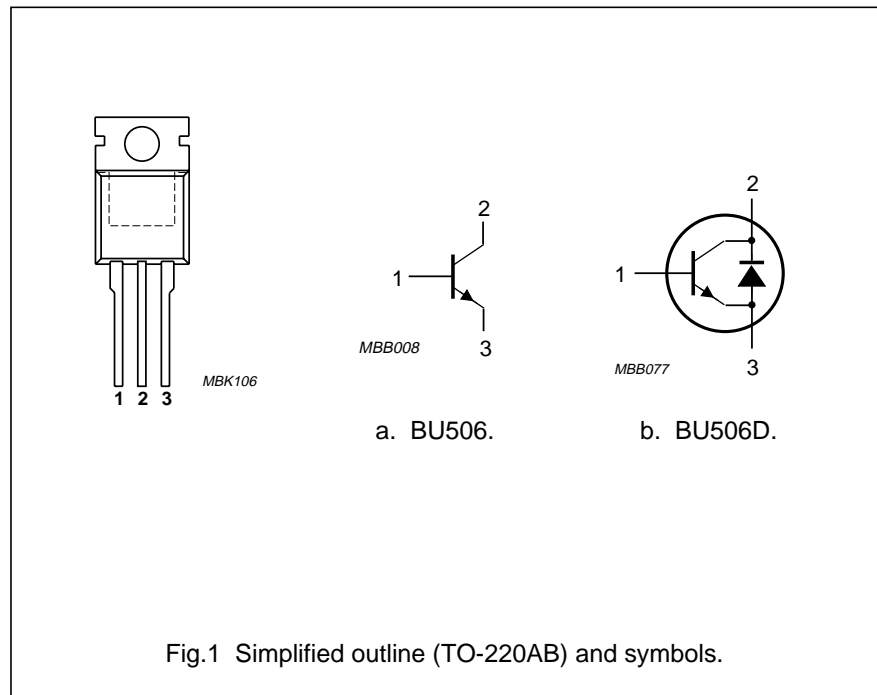 1 2 3
MBK106
2
1
MBB008
3
a. BU506.
2
1
MBB077
3
b. BU506D.
Fig.1 Simplified outline (TO-220AB) and symbols.